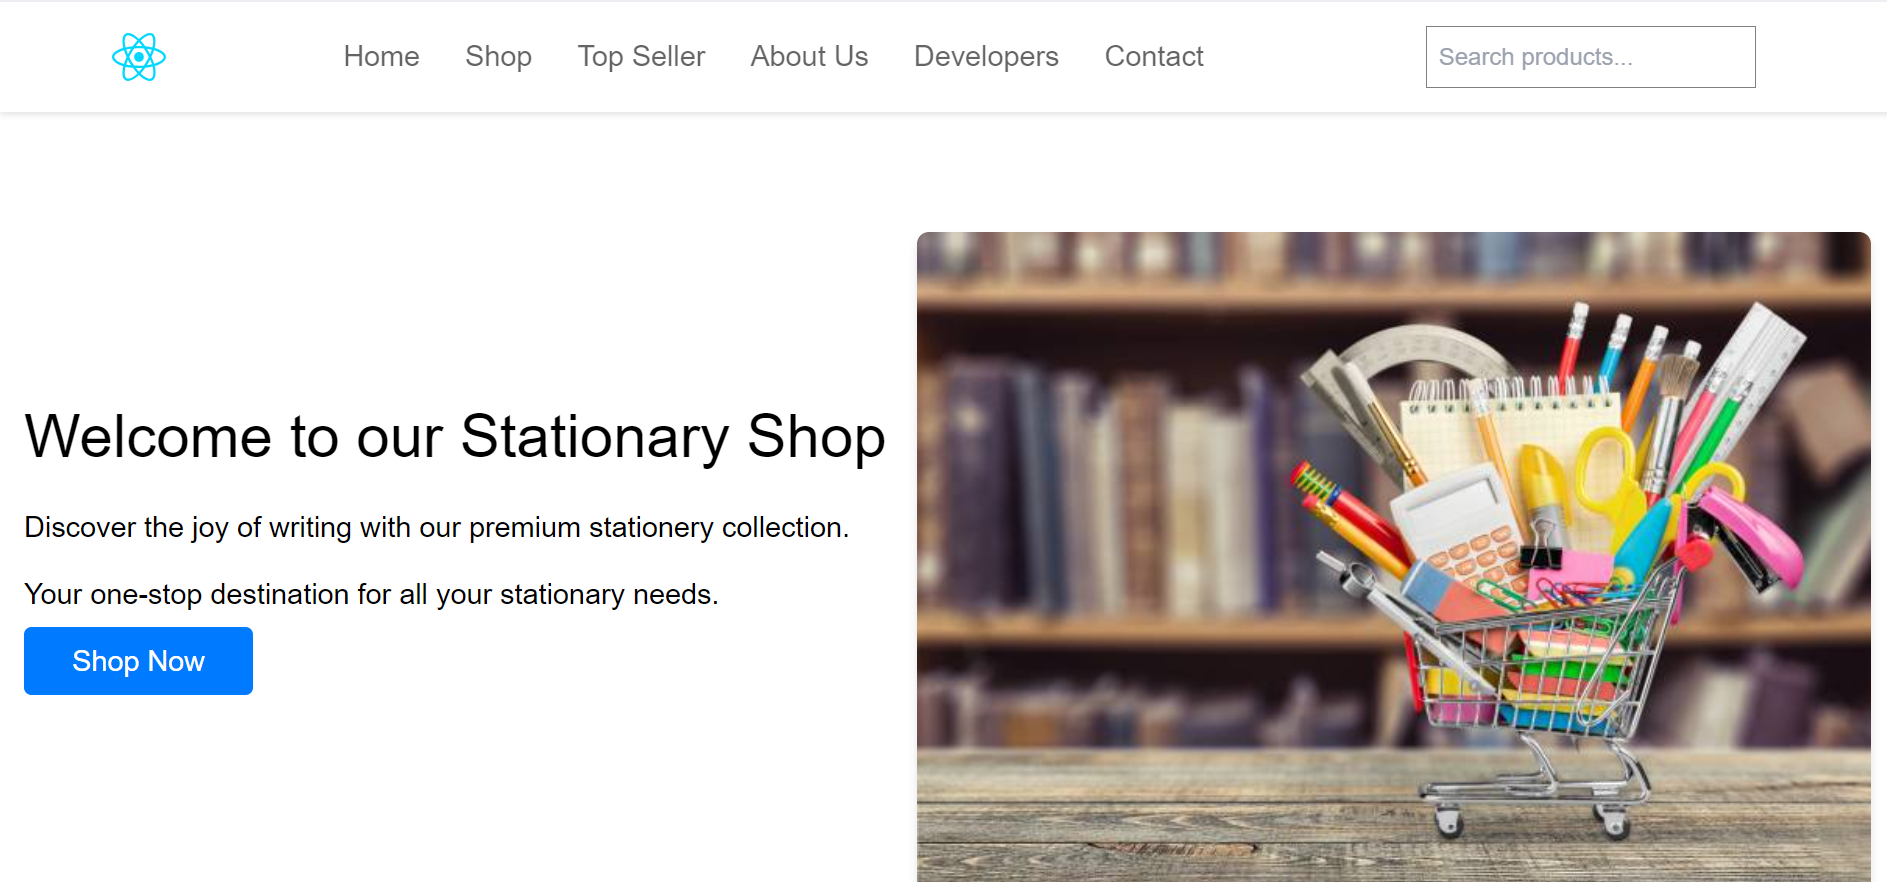 Home Shop Top Seller About Us Developers Contact Search products...
Welcome to our Stationary Shop
Discover the joy of writing with our premium stationery collection.
Your one-stop destination for all your stationary needs.
Shop Now